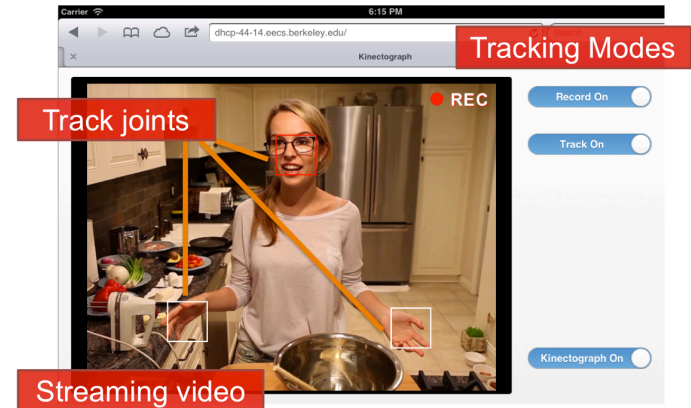 Carrier 6:15 PM
dhcp-44-14.eecs.berkeley.edu/
Search
Kinectograph
Tracking Modes
REC
Record On
Track joints
Track On
Kinectograph On
Streaming video